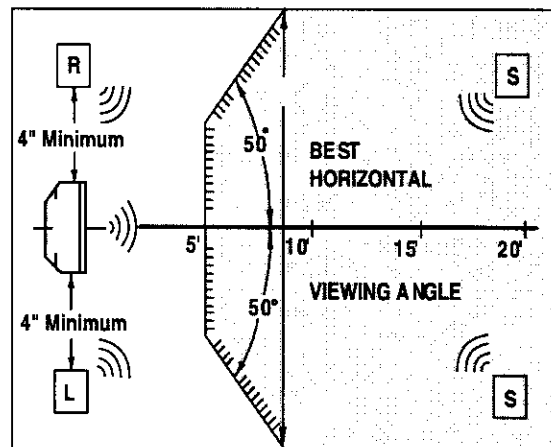 R
S
4" Minimum
50°
BEST
HORIZONTAL
5'
10'
15'
20'
VIEWING ANGLE
50°
4" Minimum
L
S